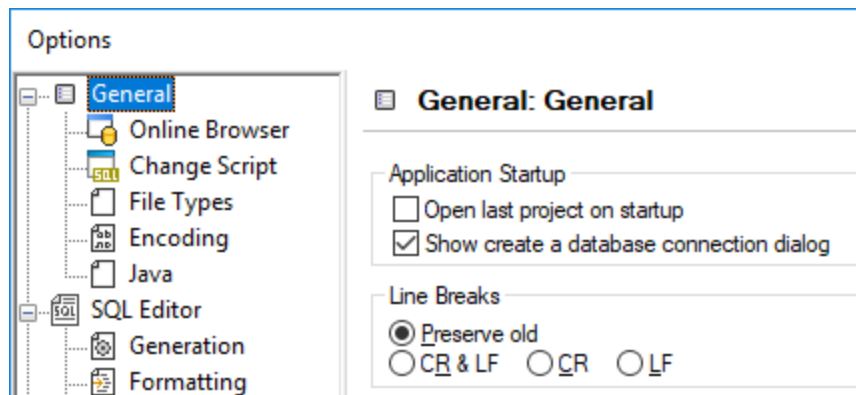 Options
General
Online Browser
Change Script
File Types
Encoding
Java
SQL Editor
Generation
Formatting
General: General
Application Startup
Open last project on startup
Show create a database connection dialog
Line Breaks
Preserve old
CR & LF CR LF